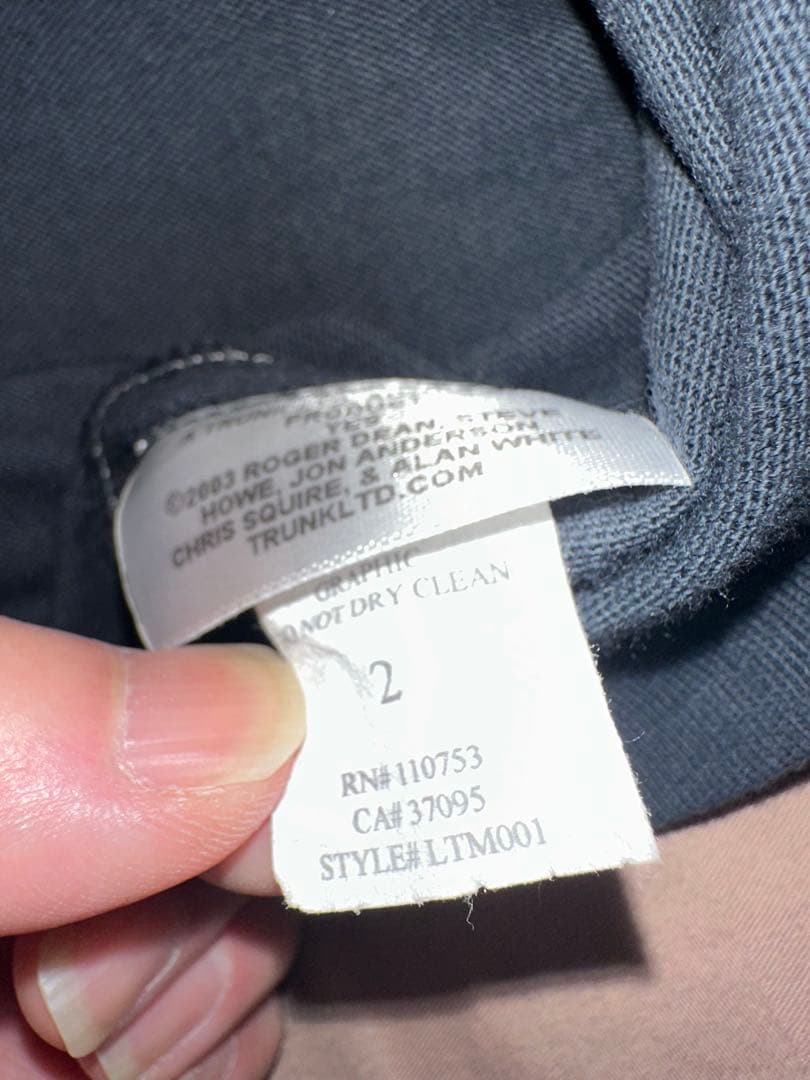 A TRUNK
PRODUCT
YES
©2003 ROGER DEAN, STEVE
HOWE, JON ANDERSON
CHRIS SQUIRE, & ALAN WHITE
TRUNKLTD.COM
GRAPHIC
NOT DRY CLEAN
2
RN# 110753
CA# 37095
STYLE# LTM001